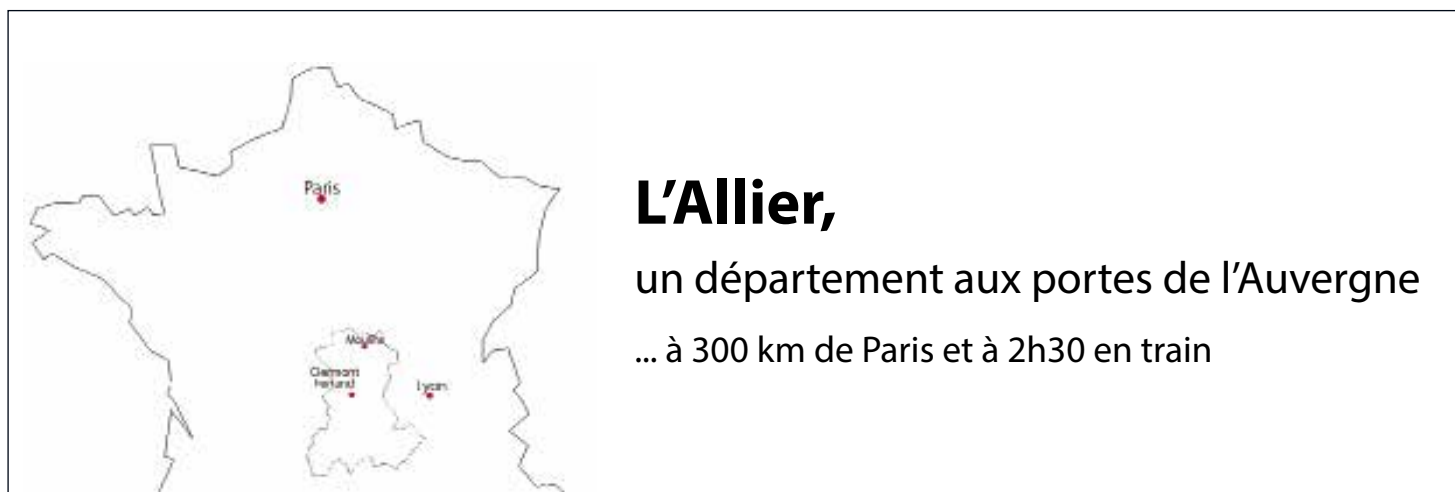 Paris
L'Allier,
un département aux portes de l'Auvergne
... à 300 km de Paris et à 2h30 en train
Moulins
Clermont
Ferrand
Lyon